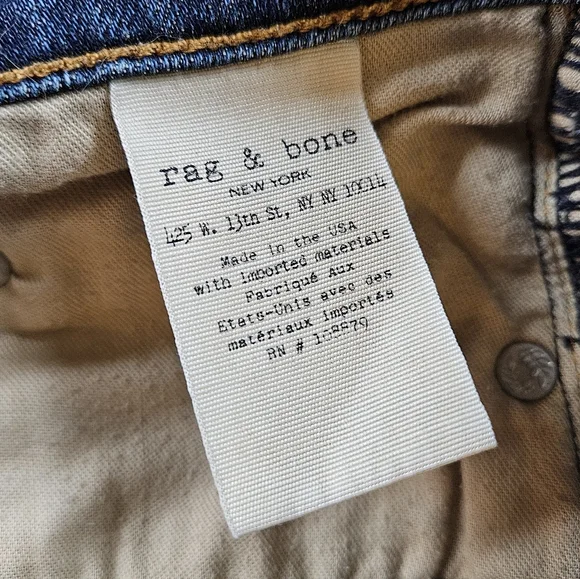 rag & bone
NEW YORK
425 W. 13th St, NY NY 10014
Made in the USA
with imported materials
Fabriqué Aux
Etats-Unis avec des
matériaux importés
RN # 108879